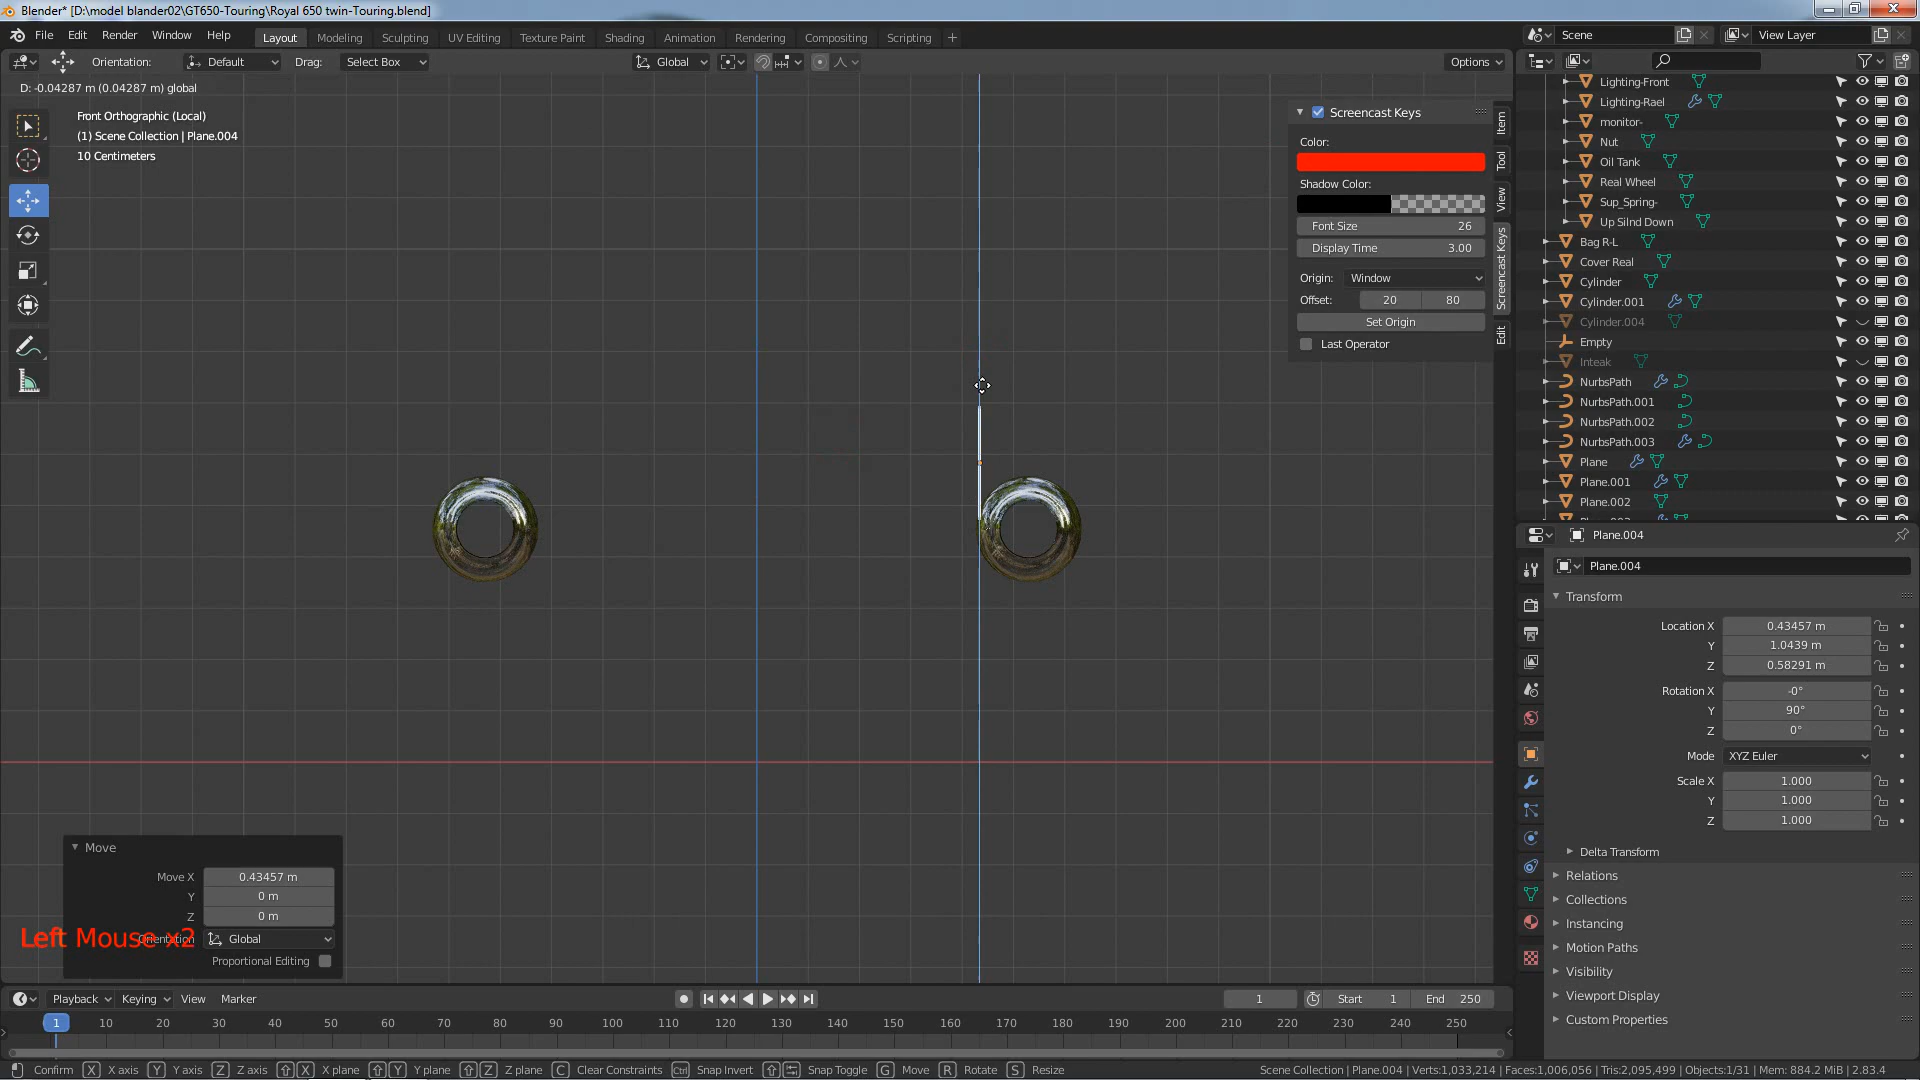 Blender* [D:\model blander02\GT650-Touring\Royal 650 twin-Touring.blend]
File Edit Render Window Help Layout Modeling Sculpting UV Editing Texture Paint Shading Animation Rendering Compositing Scripting + Scene View Layer
Orientation: Default Drag: Select Box Global Options
D: -0.04287 m (0.04287 m) global
Front Orthographic (Local)
(1) Scene Collection | Plane.004
10 Centimeters
Screencast Keys
Color:
Shadow Color:
Font Size 26
Display Time 3.00
Origin: Window
Offset: 20 80
Set Origin
Last Operator
Item
Tool
View
Screencast Keys
Edit
Lighting-Front
Lighting-Rael
monitor-
Nut
Oil Tank
Real Wheel
Sup_Spring-
Up Silnd Down
Bag R-L
Cover Real
Cylinder
Cylinder.001
Cylinder.004
Empty
Inteak
NurbsPath
NurbsPath.001
NurbsPath.002
NurbsPath.003
Plane
Plane.001
Plane.002
Plane.004
Plane.004
Transform
Location X 0.43457 m
Y 1.0439 m
Z 0.58291 m
Rotation X -0°
Y 90°
Z 0°
Mode XYZ Euler
Scale X 1.000
Y 1.000
Z 1.000
Delta Transform
Relations
Collections
Instancing
Motion Paths
Visibility
Viewport Display
Custom Properties
Move
Move X 0.43457 m
Y 0 m
Z 0 m
Orientation Global
Left Mouse x2
Proportional Editing
Playback Keying View Marker 1 Start 1 End 250
1 10 20 30 40 50 60 70 80 90 100 110 120 130 140 150 160 170 180 190 200 210 220 230 240 250
Confirm X X axis Y Y axis Z Z axis X X plane Y Y plane Z Z plane C Clear Constraints Ctrl Snap Invert Snap Toggle G Move R Rotate S Resize Scene Collection | Plane.004 | Verts:1,033,214 | Faces:1,006,056 | Tris:2,095,499 | Objects:1/31 | Mem: 884.2 MiB | 2.83.4